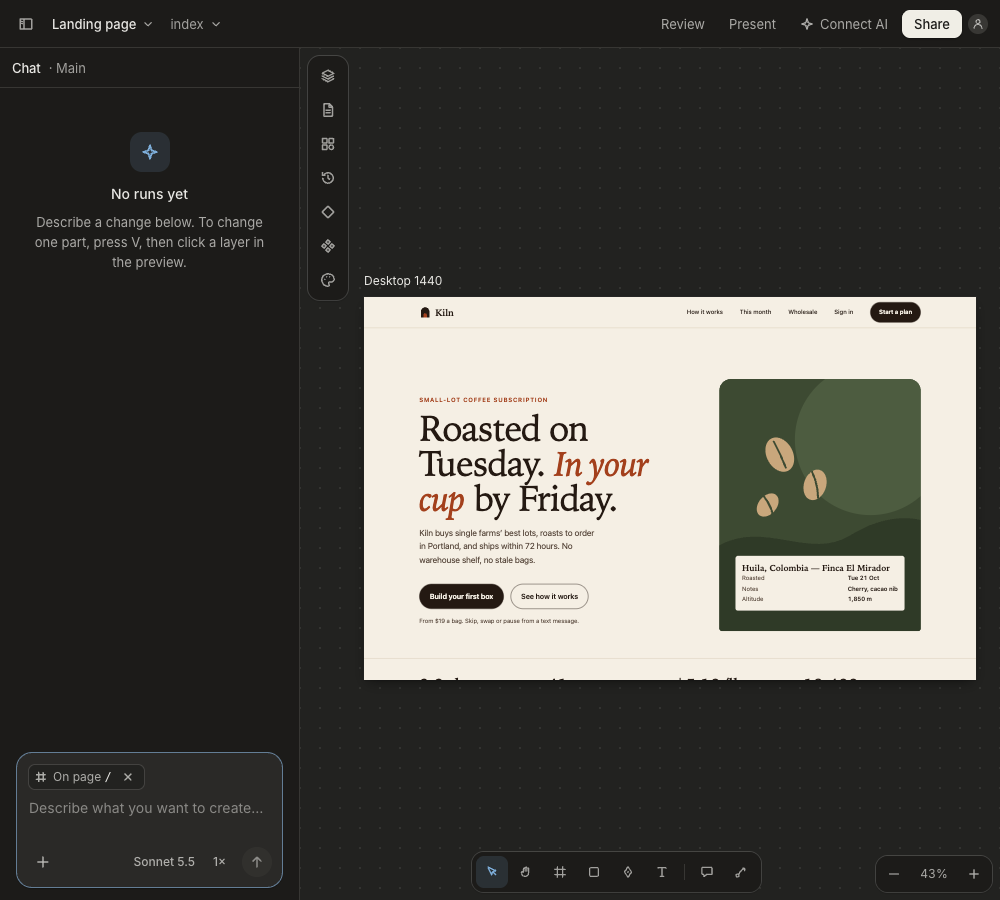 Landing page
index
Review
Present
Connect AI
Share
Chat · Main
No runs yet
Describe a change below. To change
one part, press V, then click a layer in
the preview.
On page /
Describe what you want to create...
Sonnet 5.5
1×
Desktop 1440
Kiln
How it works
This month
Wholesale
Sign in
Start a plan
SMALL-LOT COFFEE SUBSCRIPTION
Roasted on
Tuesday. In your
cup by Friday.
Kiln buys single farms' best lots, roasts to order
in Portland, and ships within 72 hours. No
warehouse shelf, no stale bags.
Build your first box
See how it works
From $19 a bag. Skip, swap or pause from a text message.
Huila, Colombia — Finca El Mirador
Roasted Tue 21 Oct
Notes Cherry, cacao nib
Altitude 1,850 m
43%